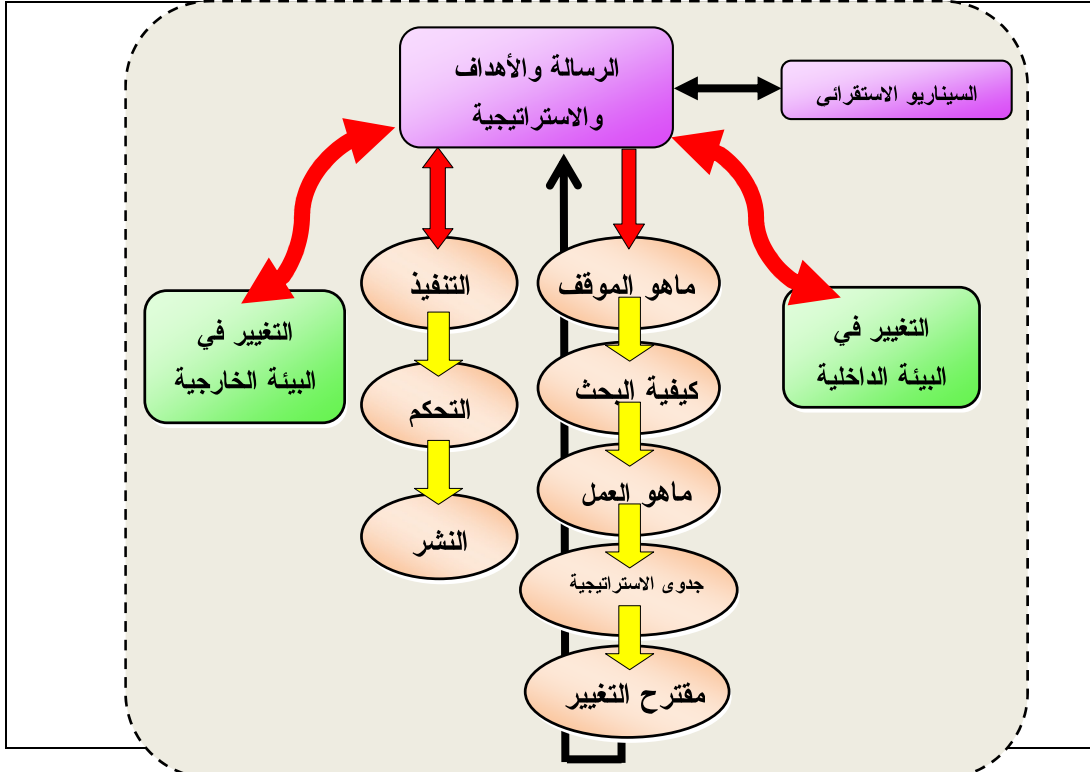 الرسالة والأهداف
والاستراتيجية
السيناريو الاستقرائى
التغيير في
البيئة الداخلية
ماهو الموقف
كيفية البحث
ماهو العمل
جدوى الاستراتيجية
مقترح التغيير
التنفيذ
التحكم
النشر
التغيير في
البيئة الخارجية